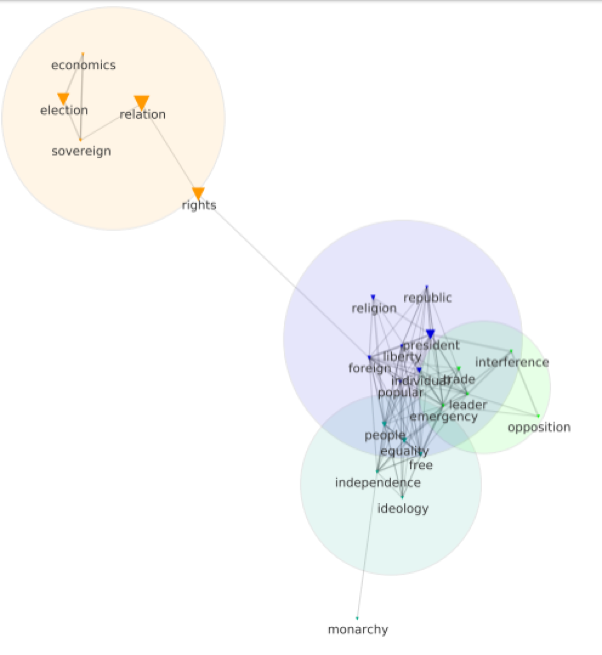 economics
election
relation
sovereign
rights
republic
religion
president
liberty
interference
foreign
individual
trade
popular
leader
emergency
opposition
people
equality
free
independence
ideology
monarchy